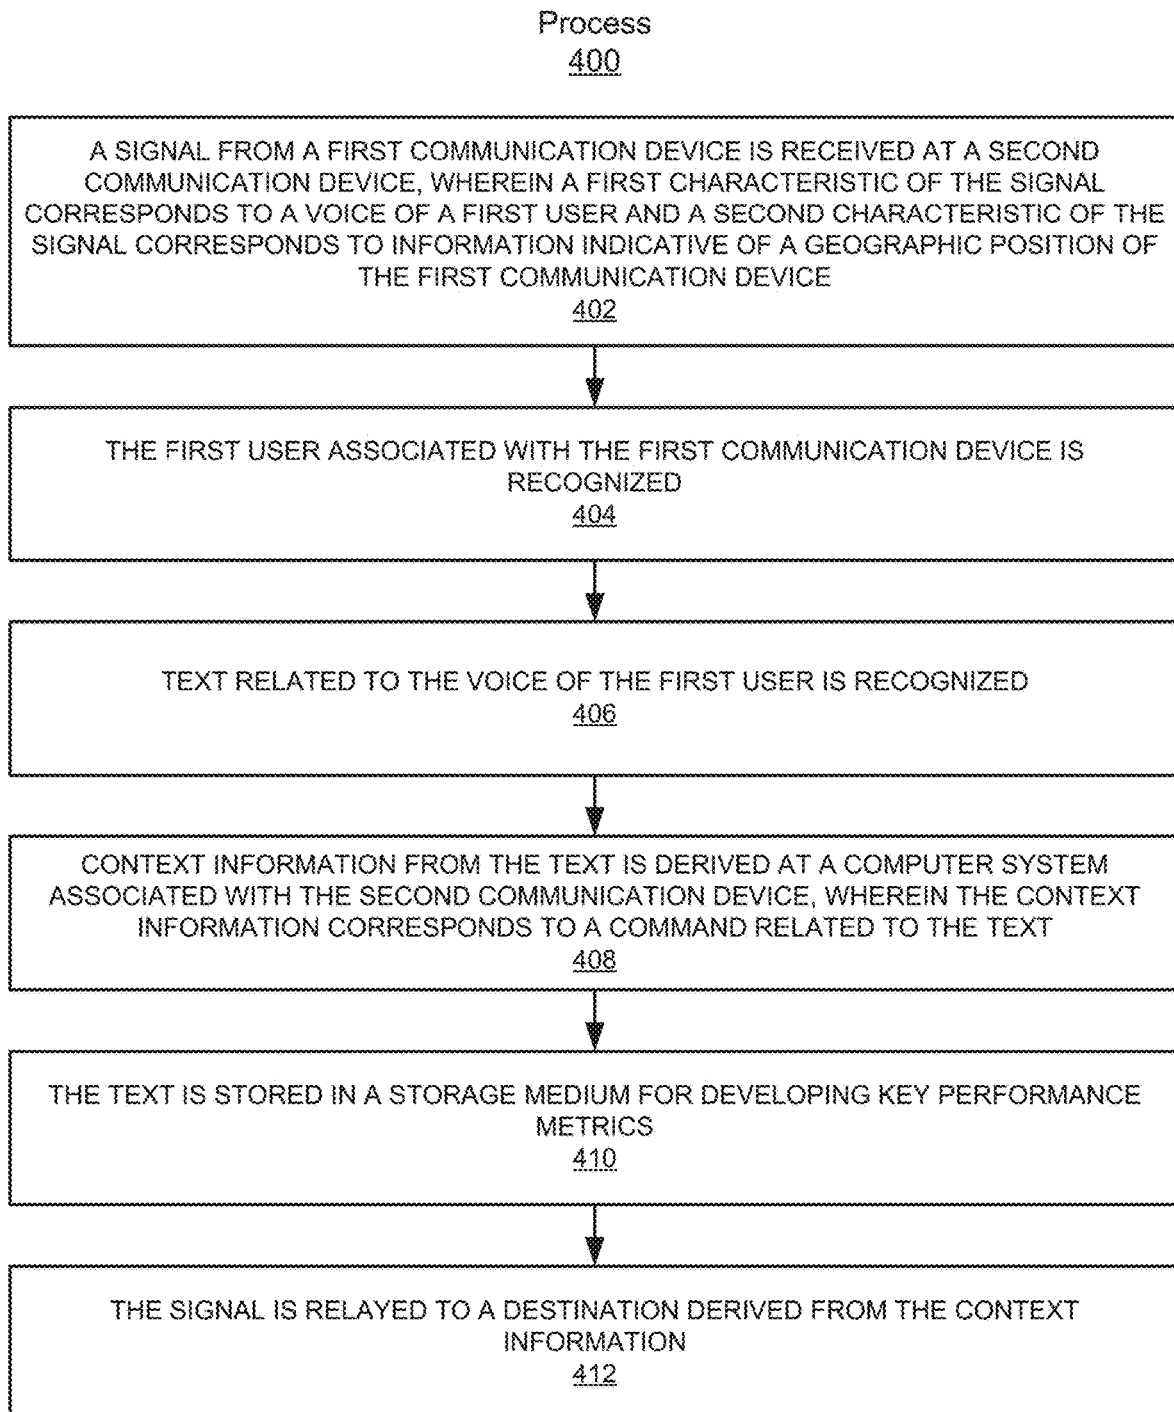 Process
400
A SIGNAL FROM A FIRST COMMUNICATION DEVICE IS RECEIVED AT A SECOND
COMMUNICATION DEVICE, WHEREIN A FIRST CHARACTERISTIC OF THE SIGNAL
CORRESPONDS TO A VOICE OF A FIRST USER AND A SECOND CHARACTERISTIC OF THE
SIGNAL CORRESPONDS TO INFORMATION INDICATIVE OF A GEOGRAPHIC POSITION OF
THE FIRST COMMUNICATION DEVICE
402
THE FIRST USER ASSOCIATED WITH THE FIRST COMMUNICATION DEVICE IS
RECOGNIZED
404
TEXT RELATED TO THE VOICE OF THE FIRST USER IS RECOGNIZED
406
CONTEXT INFORMATION FROM THE TEXT IS DERIVED AT A COMPUTER SYSTEM
ASSOCIATED WITH THE SECOND COMMUNICATION DEVICE, WHEREIN THE CONTEXT
INFORMATION CORRESPONDS TO A COMMAND RELATED TO THE TEXT
408
THE TEXT IS STORED IN A STORAGE MEDIUM FOR DEVELOPING KEY PERFORMANCE
METRICS
410
THE SIGNAL IS RELAYED TO A DESTINATION DERIVED FROM THE CONTEXT
INFORMATION
412